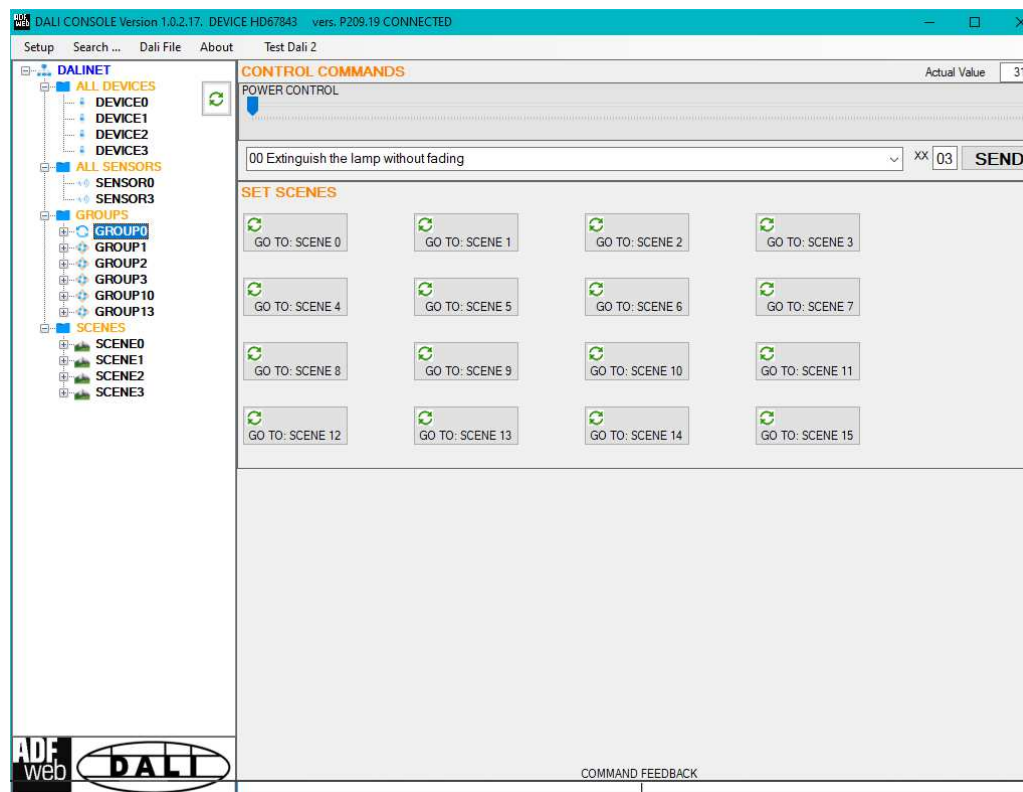 DALI CONSOLE Version 1.0.2.17. DEVICE HD67843 vers. P209.19 CONNECTED
Setup Search ... Dali File About Test Dali 2
DALINET
ALL DEVICES
DEVICE0
DEVICE1
DEVICE2
DEVICE3
ALL SENSORS
SENSOR0
SENSOR3
GROUPS
GROUP0
GROUP1
GROUP2
GROUP3
GROUP10
GROUP13
SCENES
SCENE0
SCENE1
SCENE2
SCENE3
CONTROL COMMANDS Actual Value 31
POWER CONTROL
00 Extinguish the lamp without fading XX 03 SEND
SET SCENES
GO TO: SCENE 0 GO TO: SCENE 1 GO TO: SCENE 2 GO TO: SCENE 3
GO TO: SCENE 4 GO TO: SCENE 5 GO TO: SCENE 6 GO TO: SCENE 7
GO TO: SCENE 8 GO TO: SCENE 9 GO TO: SCENE 10 GO TO: SCENE 11
GO TO: SCENE 12 GO TO: SCENE 13 GO TO: SCENE 14 GO TO: SCENE 15
ADF
web
DALI
COMMAND FEEDBACK